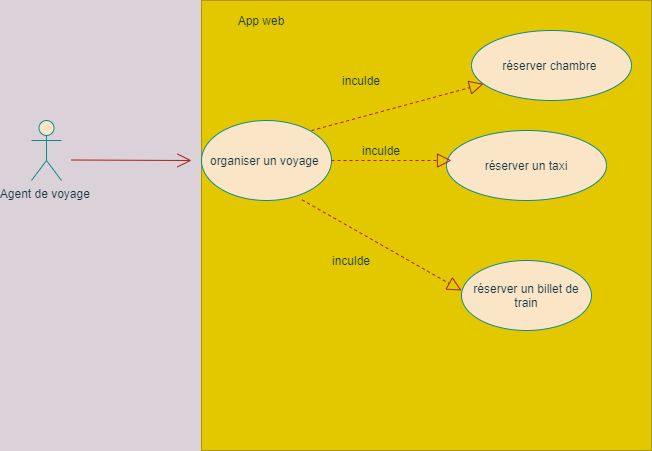 App web
réserver chambre
inculde
organiser un voyage
inculde
réserver un taxi
Agent de voyage
inculde
réserver un billet de
train